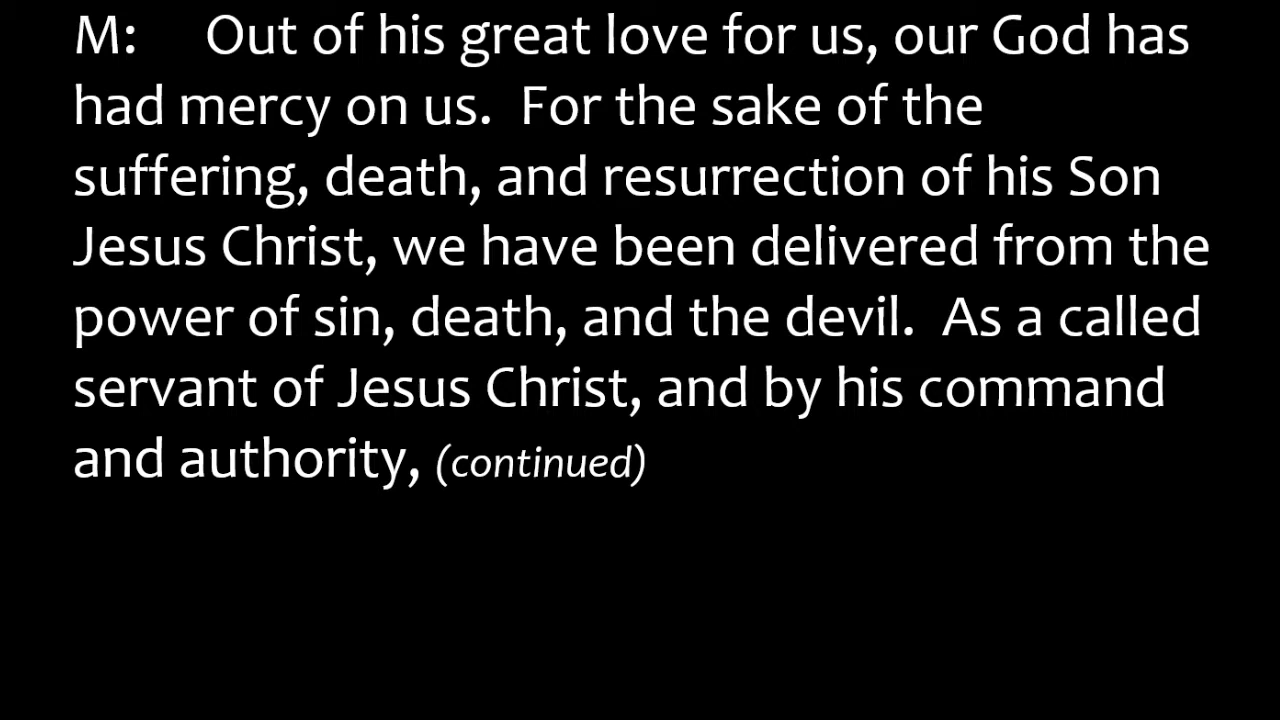 M: Out of his great love for us, our God has
had mercy on us. For the sake of the
suffering, death, and resurrection of his Son
Jesus Christ, we have been delivered from the
power of sin, death, and the devil. As a called
servant of Jesus Christ, and by his command
and authority, (continued)